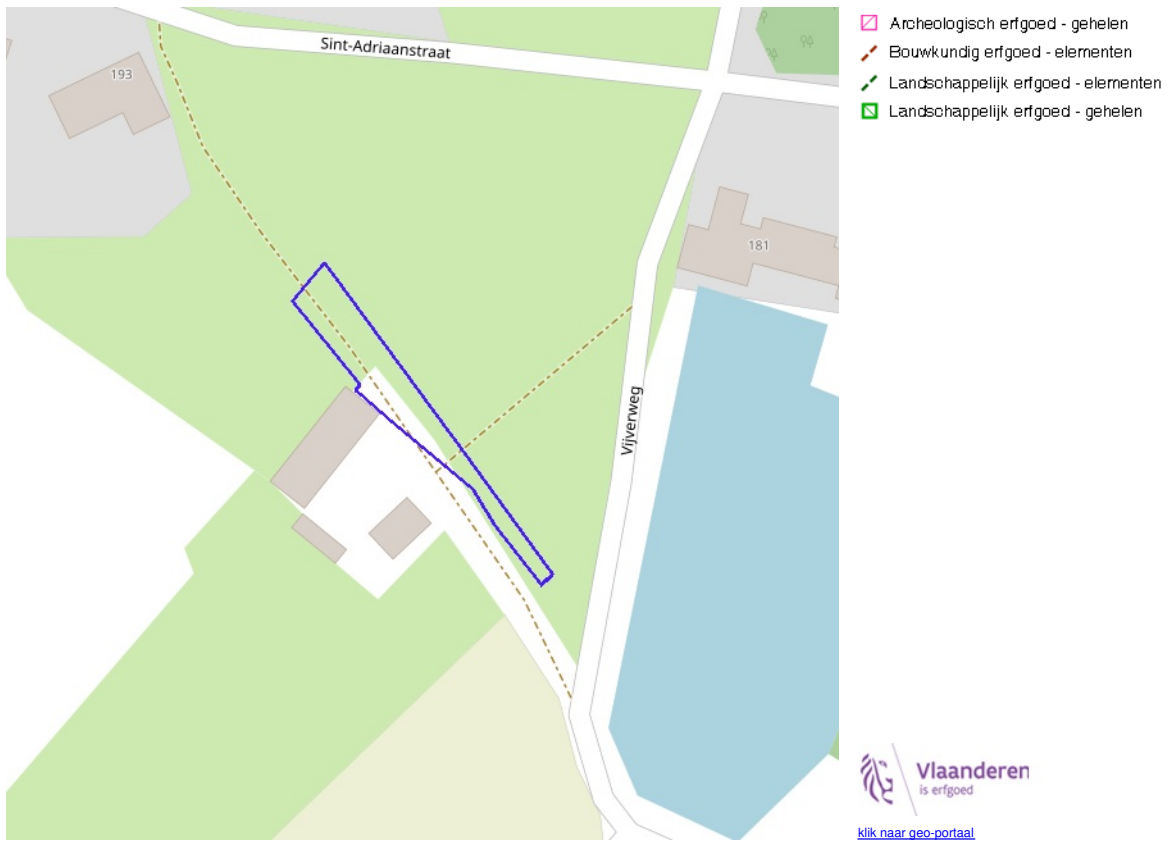 Sint-Adriaanstraat
193
181
Vijverweg
Archeologisch erfgoed - gehelen
Bouwkundig erfgoed - elementen
Landschappelijk erfgoed - elementen
Landschappelijk erfgoed - gehelen
Vlaanderen
is erfgoed
klik naar geo-portaal